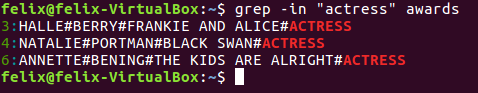 felix@felix-VirtualBox:~$ grep -in "actress" awards
3:HALLE#BERRY#FRANKIE AND ALICE#ACTRESS
4:NATALIE#PORTMAN#BLACK SWAN#ACTRESS
6:ANNETTE#BENING#THE KIDS ARE ALRIGHT#ACTRESS
felix@felix-VirtualBox:~$